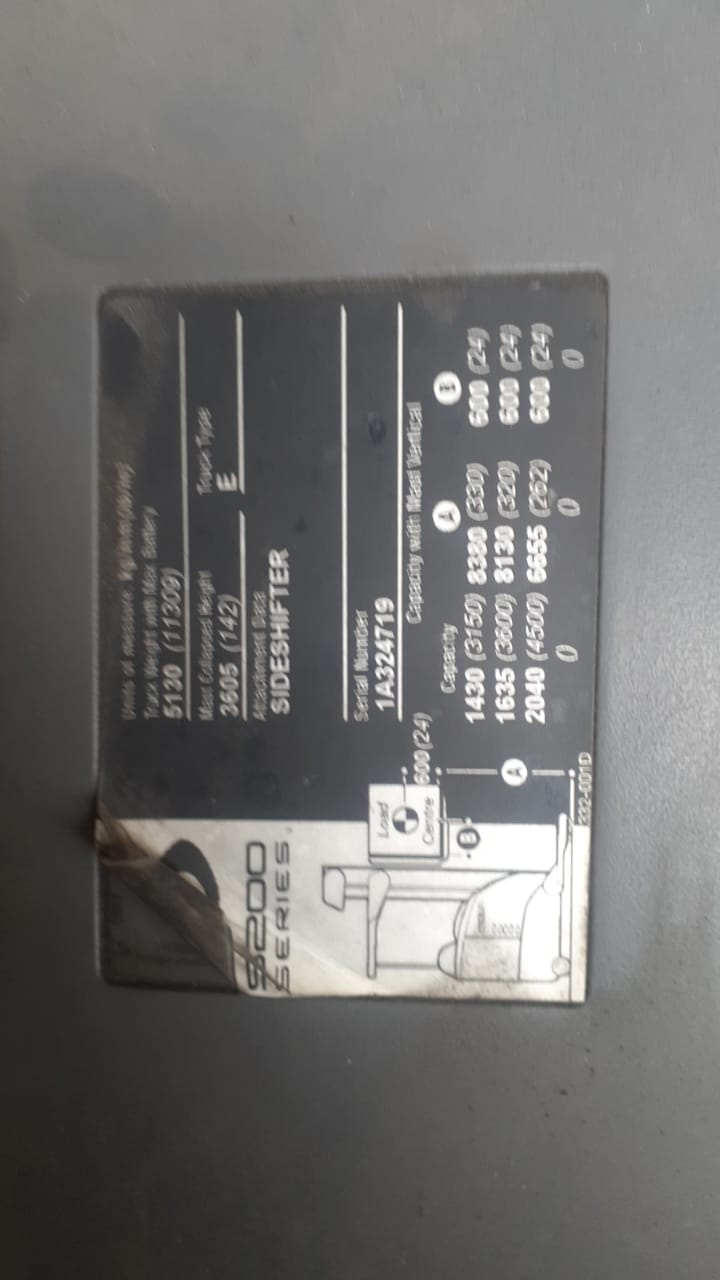 5200
SERIES
Units of measure kg/mm (lb/in)
Truck Weight with Max. Battery
5130 (11309)
Mast Collapsed Height Truck Type
3605 (142) E
Attachment Data
SIDESHIFTER
Serial Number
1A324719
Capacity with Mast Vertical
Capacity A B
1430 (3150) 8380 (330) 600 (24)
1635 (3600) 8130 (320) 600 (24)
2040 (4500) 6655 (262) 600 (24)
0 0 0
600 (24)
Load
Centre
B
A